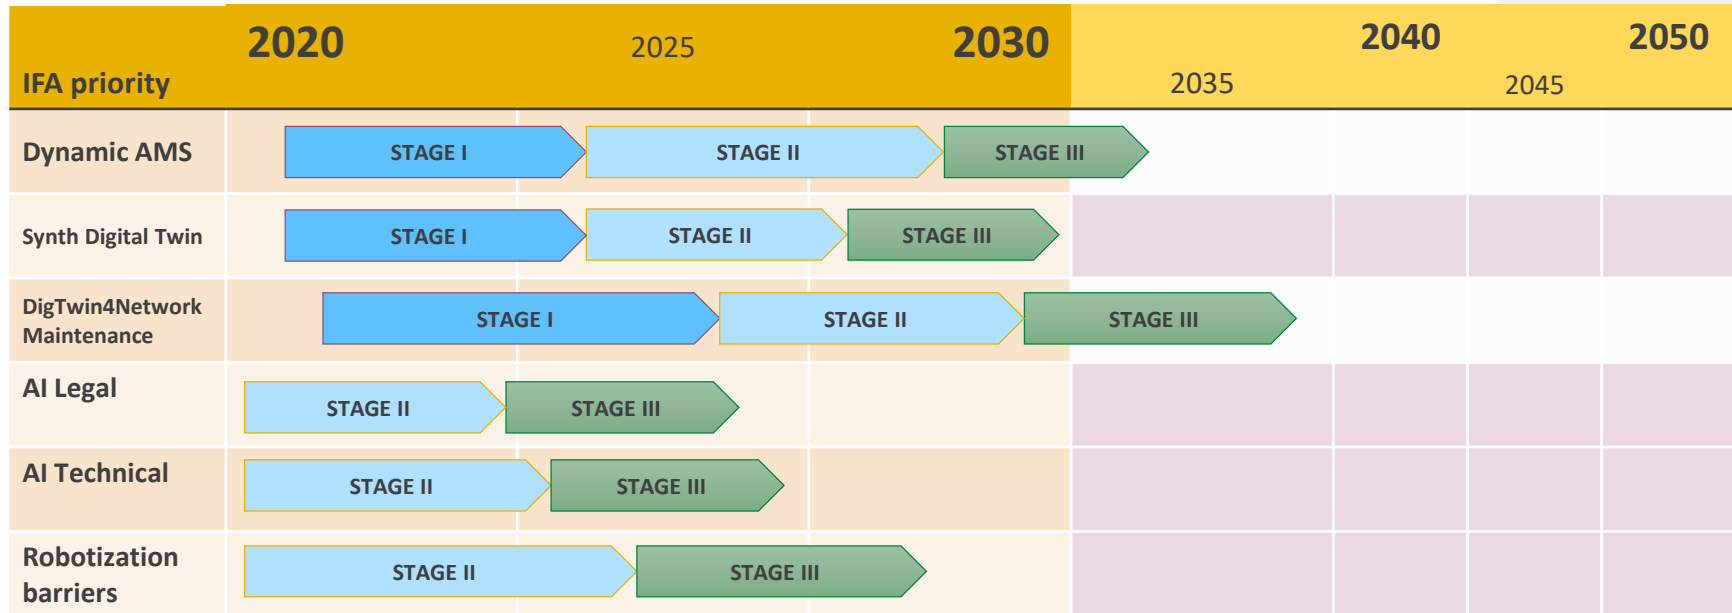 2020 2025 2030 2040 2050
IFA priority 2035 2045
Dynamic AMS STAGE I STAGE II STAGE III
Synth Digital Twin STAGE I STAGE II STAGE III
DigTwin4Network
Maintenance STAGE I STAGE II STAGE III
AI Legal STAGE II STAGE III
AI Technical STAGE II STAGE III
Robotization
barriers STAGE II STAGE III